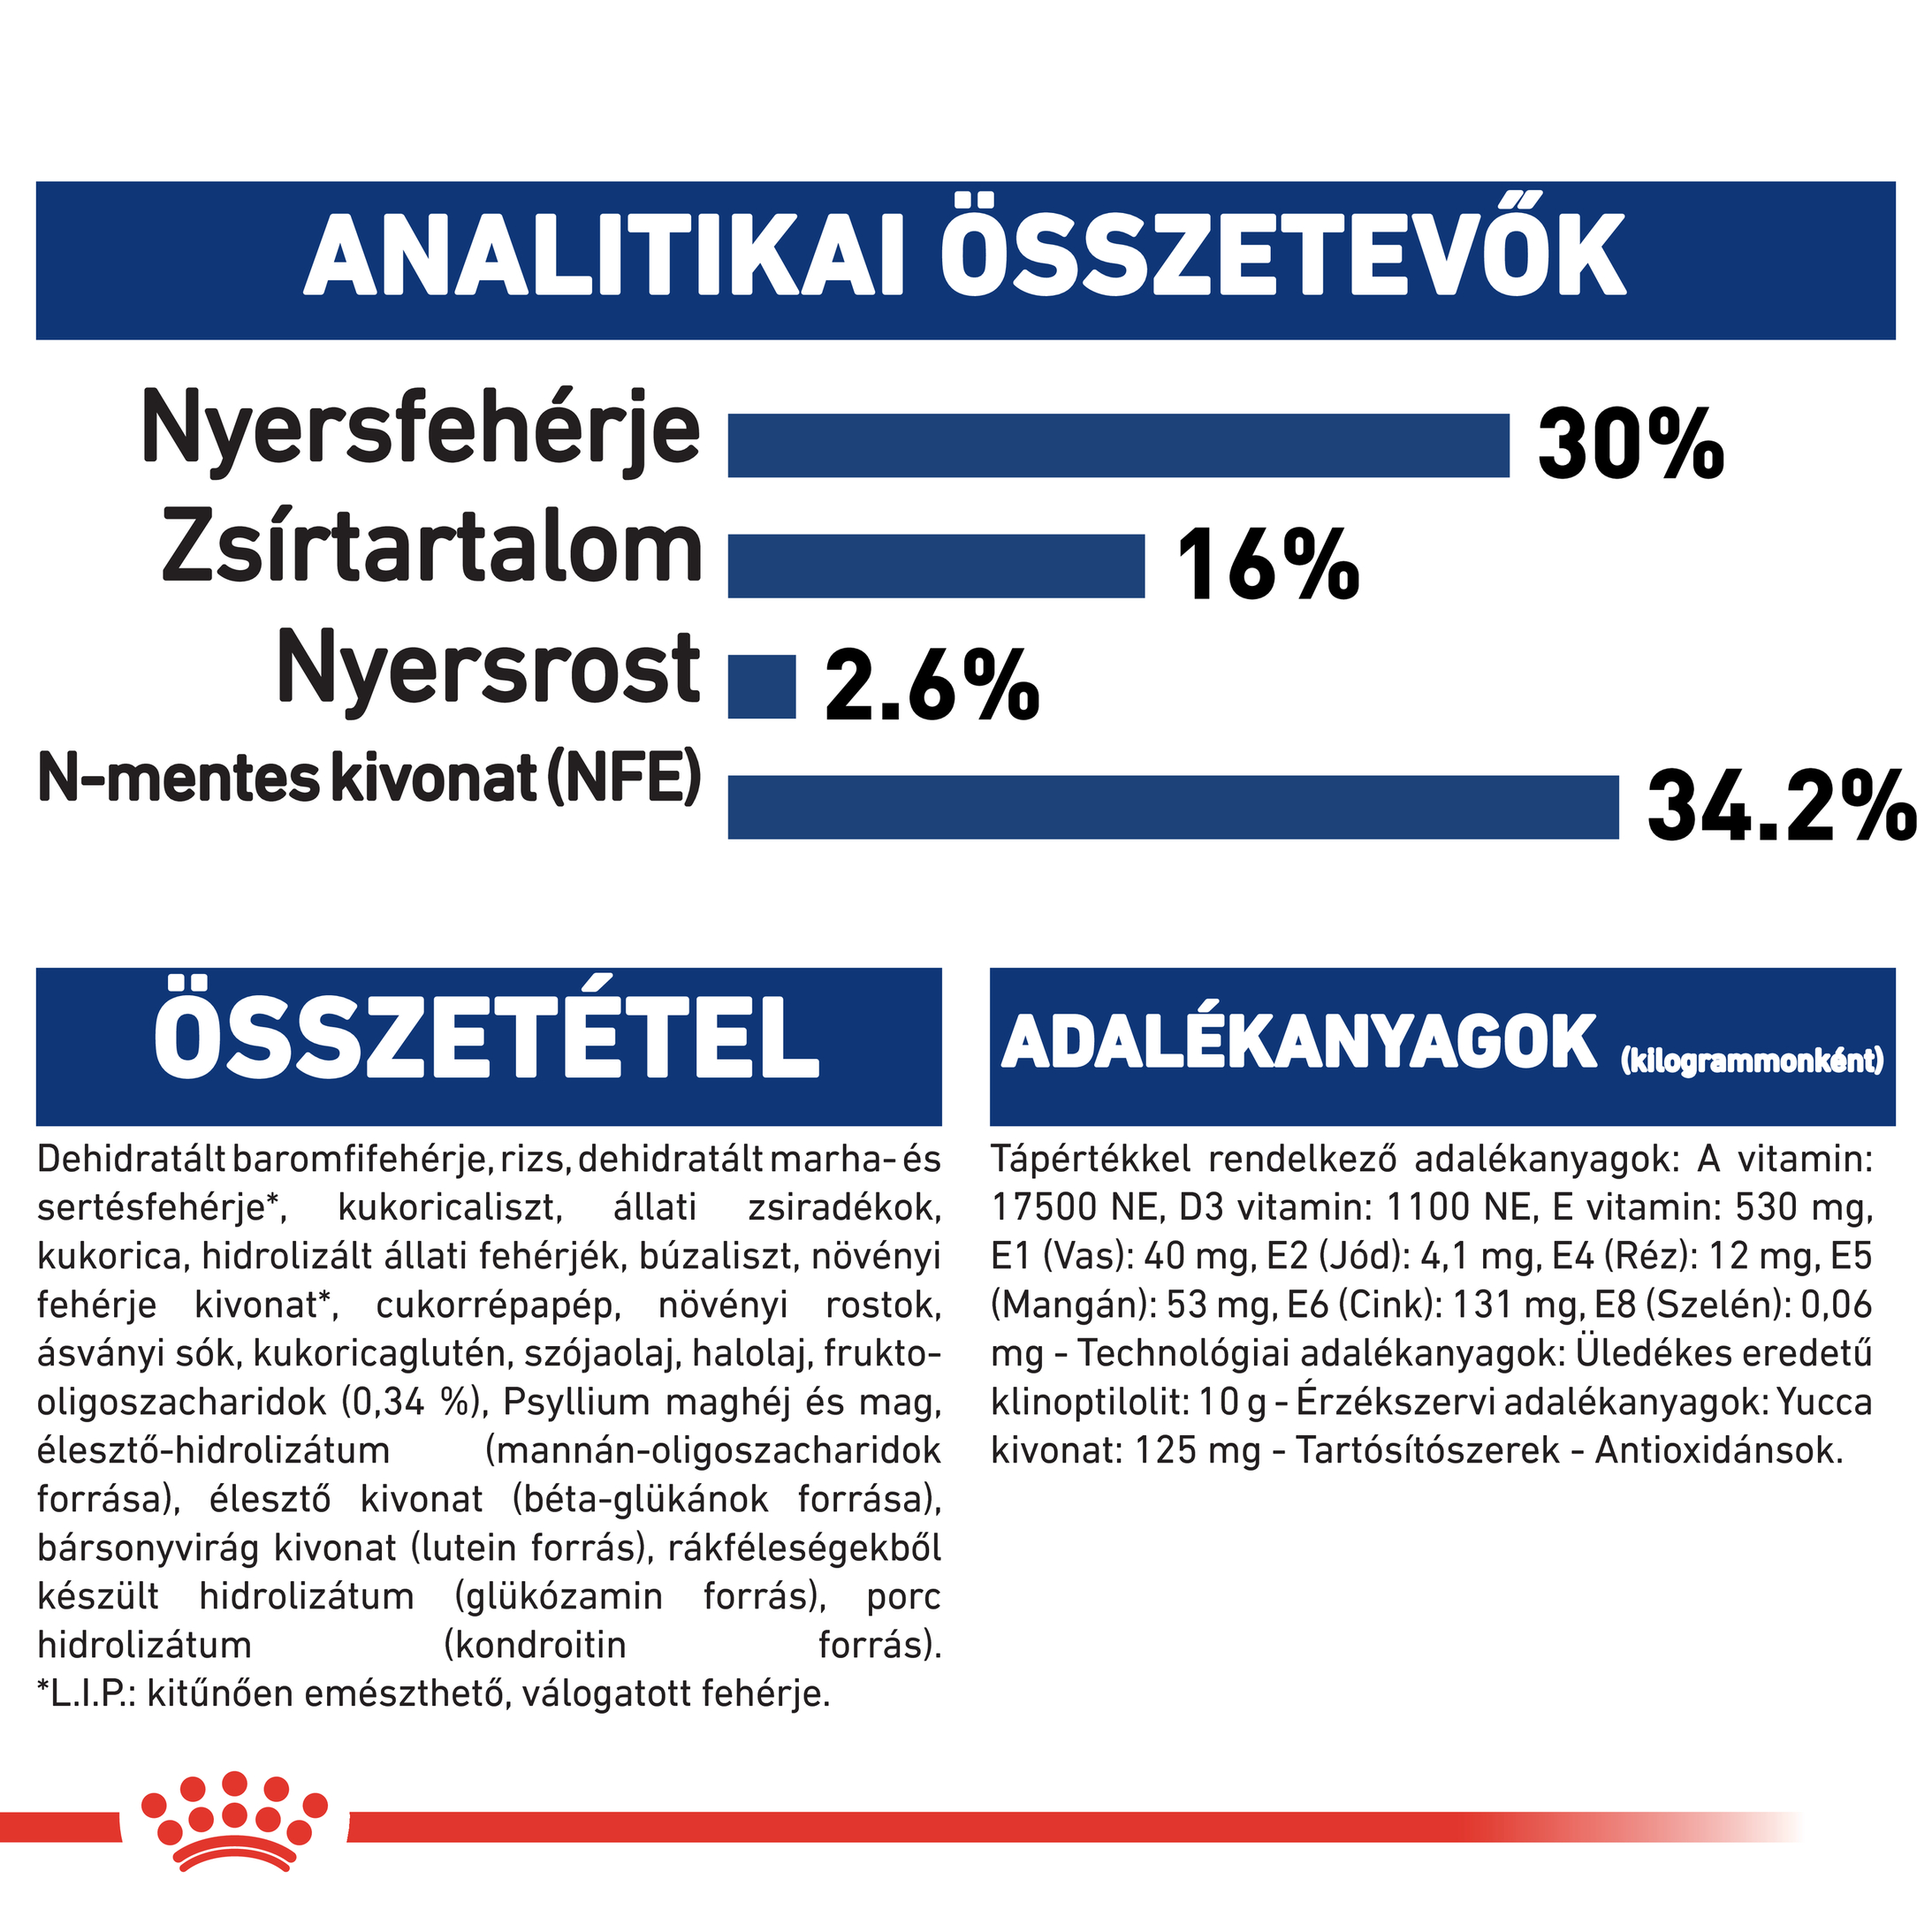 ANALITIKAI ÖSSZETEVŐK
Nyersfehérje 30%
Zsírtartalom 16%
Nyersrost 2.6%
N-mentes kivonat (NFE) 34.2%
ÖSSZETÉTEL
Dehidratált baromfifehérje, rizs, dehidratált marha- és
sertésfehérje*, kukoricaliszt, állati zsiradékok,
kukorica, hidrolizált állati fehérjék, búzaliszt, növényi
fehérje kivonat*, cukorrépapép, növényi rostok,
ásványi sók, kukoricaglutén, szójaolaj, halolaj, frukto-
oligoszacharidok (0,34 %), Psyllium maghéj és mag,
élesztő-hidrolizátum (mannán-oligoszacharidok
forrása), élesztő kivonat (béta-glükánok forrása),
bársonyvirág kivonat (lutein forrás), rákféleségekből
készült hidrolizátum (glükózamin forrás), porc
hidrolizátum (kondroitin forrás).
*L.I.P.: kitűnően emészthető, válogatott fehérje.
ADALÉKANYAGOK (kilogrammonként)
Tápértékkel rendelkező adalékanyagok: A vitamin:
17500 NE, D3 vitamin: 1100 NE, E vitamin: 530 mg,
E1 (Vas): 40 mg, E2 (Jód): 4,1 mg, E4 (Réz): 12 mg, E5
(Mangán): 53 mg, E6 (Cink): 131 mg, E8 (Szelén): 0,06
mg - Technológiai adalékanyagok: Üledékes eredetű
klinoptilolit: 10 g - Érzékszervi adalékanyagok: Yucca
kivonat: 125 mg - Tartósítószerek - Antioxidánsok.